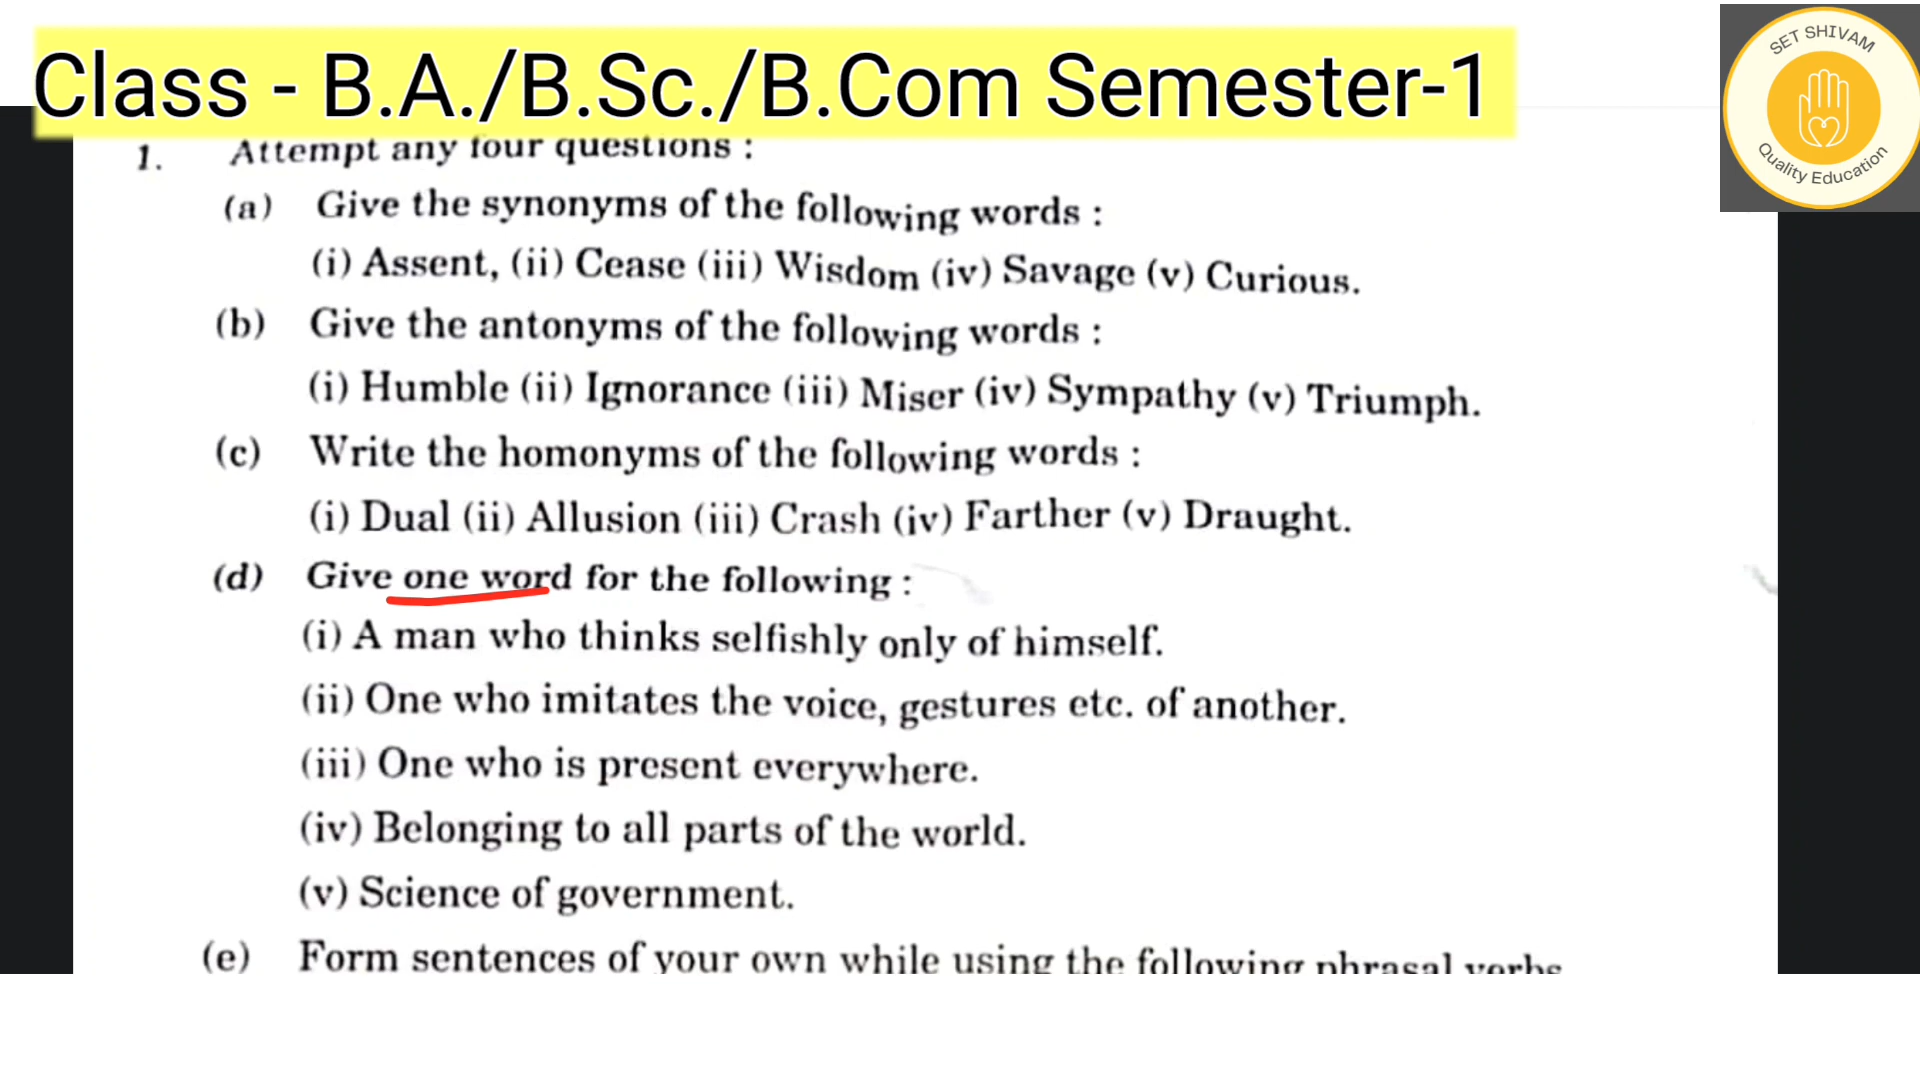 Class - B.A./B.Sc./B.Com Semester-1
SET SHIVAM
Quality Education
1. Attempt any four questions :
(a) Give the synonyms of the following words :
(i) Assent, (ii) Cease (iii) Wisdom (iv) Savage (v) Curious.
(b) Give the antonyms of the following words :
(i) Humble (ii) Ignorance (iii) Miser (iv) Sympathy (v) Triumph.
(c) Write the homonyms of the following words :
(i) Dual (ii) Allusion (iii) Crash (iv) Farther (v) Draught.
(d) Give one word for the following :
(i) A man who thinks selfishly only of himself.
(ii) One who imitates the voice, gestures etc. of another.
(iii) One who is present everywhere.
(iv) Belonging to all parts of the world.
(v) Science of government.
(e) Form sentences of your own while using the following phrasal verbs